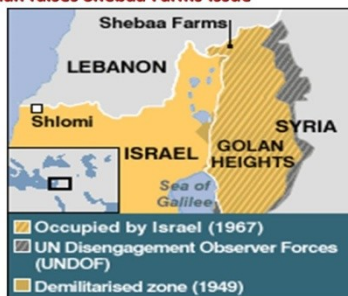 Shebaa Farms
LEBANON
Shlomi
SYRIA
ISRAEL
GOLAN
HEIGHTS
Sea of
Galilee
Occupied by Israel (1967)
UN Disengagement Observer Forces
(UNDOF)
Demilitarised zone (1949)